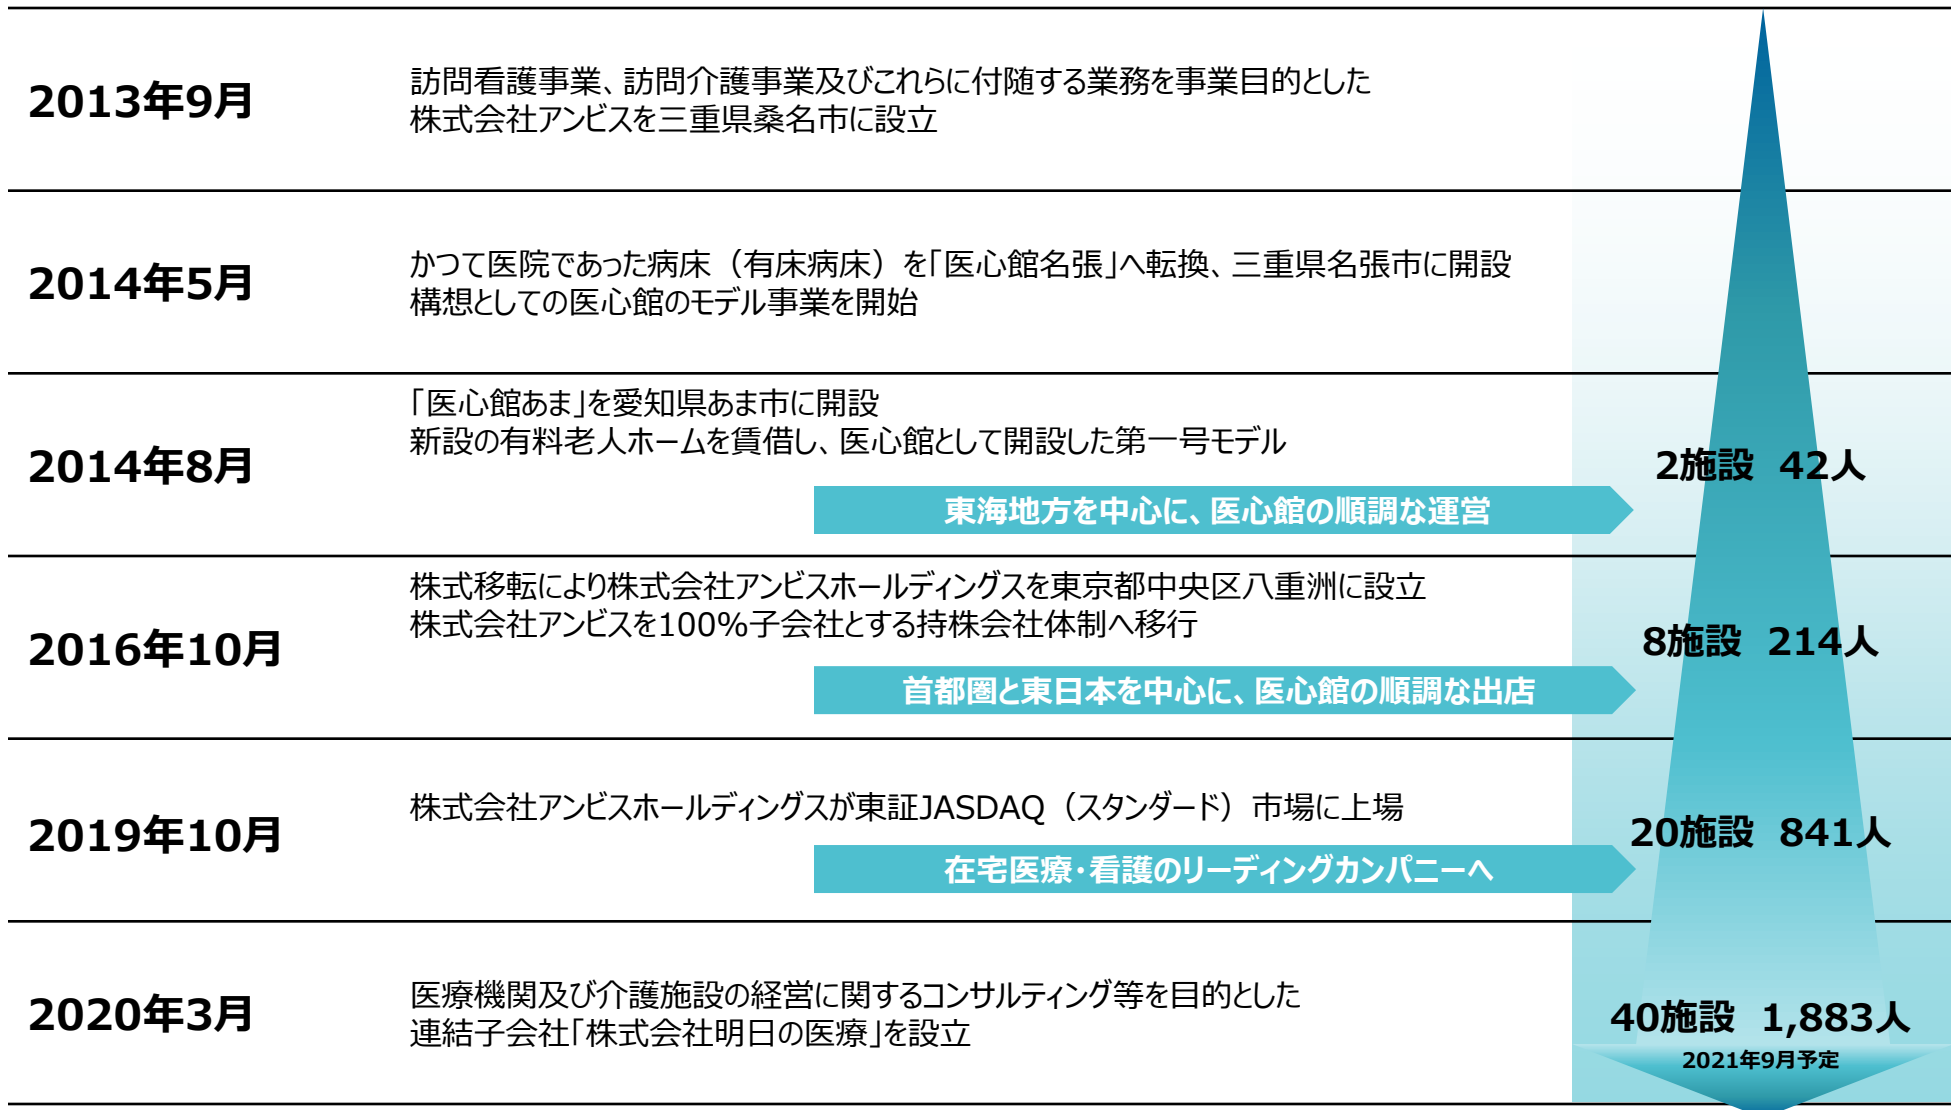 2013年9月
訪問看護事業、訪問介護事業及びこれらに付随する業務を事業目的とした
株式会社アンビスを三重県桑名市に設立
2014年5月
かつて医院であった病床（有床病床）を「医心館名張」へ転換、三重県名張市に開設
構想としての医心館のモデル事業を開始
2014年8月
「医心館あま」を愛知県あま市に開設
新設の有料老人ホームを賃借し、医心館として開設した第一号モデル
東海地方を中心に、医心館の順調な運営
2施設 42人
2016年10月
株式移転により株式会社アンビスホールディングスを東京都中央区八重洲に設立
株式会社アンビスを100%子会社とする持株会社体制へ移行
首都圏と東日本を中心に、医心館の順調な出店
8施設 214人
2019年10月
株式会社アンビスホールディングスが東証JASDAQ（スタンダード）市場に上場
在宅医療・看護のリーディングカンパニーへ
20施設 841人
2020年3月
医療機関及び介護施設の経営に関するコンサルティング等を目的とした
連結子会社「株式会社明日の医療」を設立
40施設 1,883人
2021年9月予定